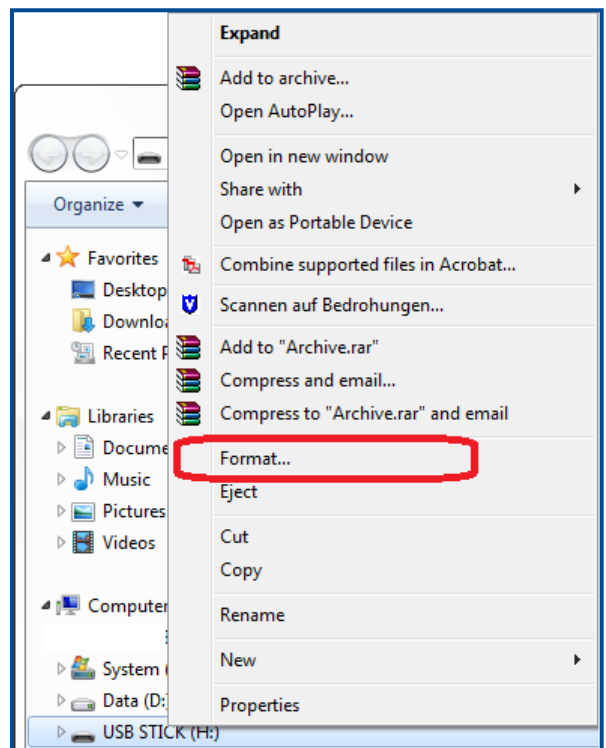 Expand
Add to archive...
Open AutoPlay...
Open in new window
Share with
Open as Portable Device
Combine supported files in Acrobat...
Scannen auf Bedrohungen...
Add to "Archive.rar"
Compress and email...
Compress to "Archive.rar" and email
Format...
Eject
Cut
Copy
Rename
New
Properties
Organize
Favorites
Desktop
Downloa
Recent P
Libraries
Docume
Music
Pictures
Videos
Computer
System (
Data (D:
USB STICK (H:)